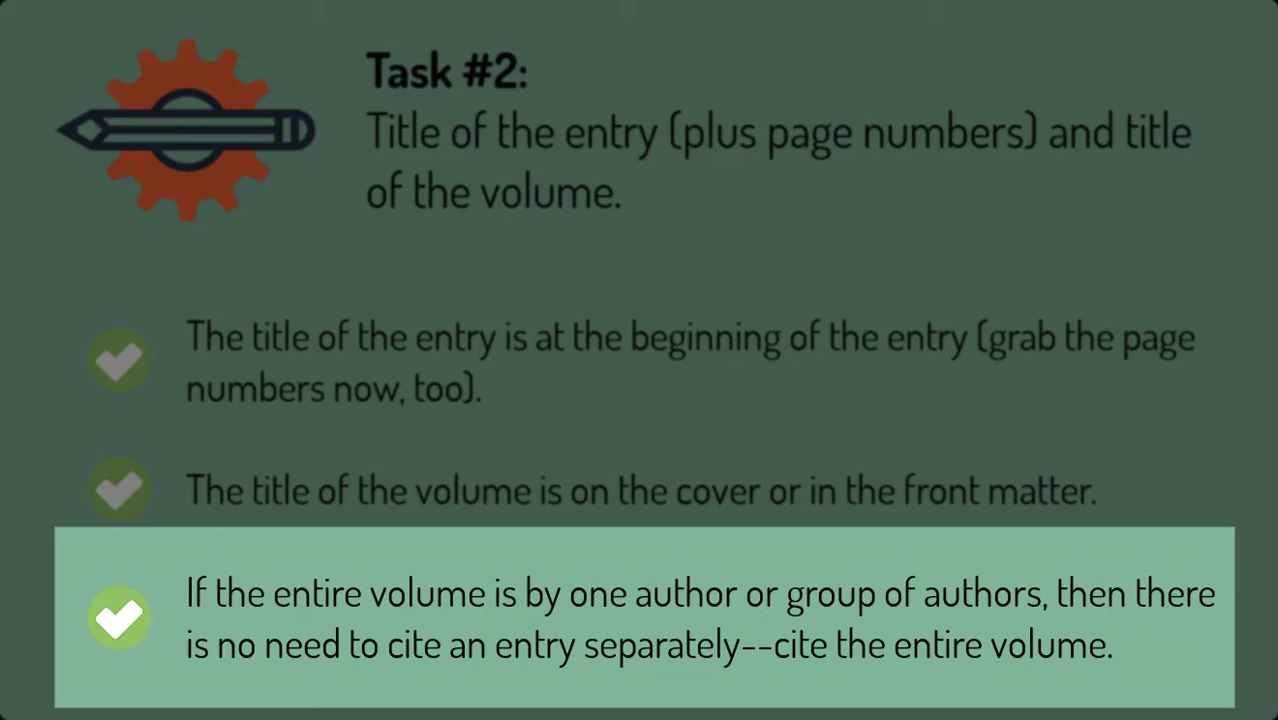 Task #2:
Title of the entry (plus page numbers) and title
of the volume.
The title of the entry is at the beginning of the entry (grab the page
numbers now, too).
The title of the volume is on the cover or in the front matter.
If the entire volume is by one author or group of authors, then there
is no need to cite an entry separately--cite the entire volume.